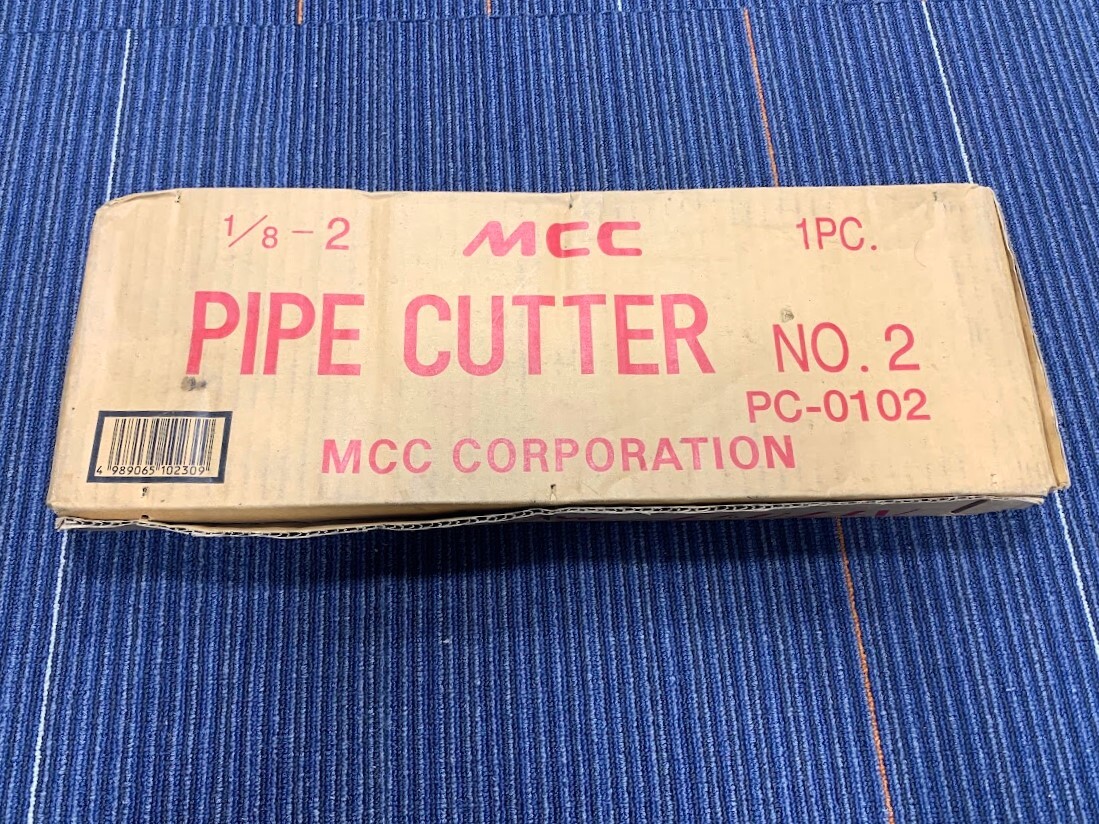 1/8-2 MCC 1PC.
PIPE CUTTER NO. 2
PC-0102
MCC CORPORATION
4 989065 102309